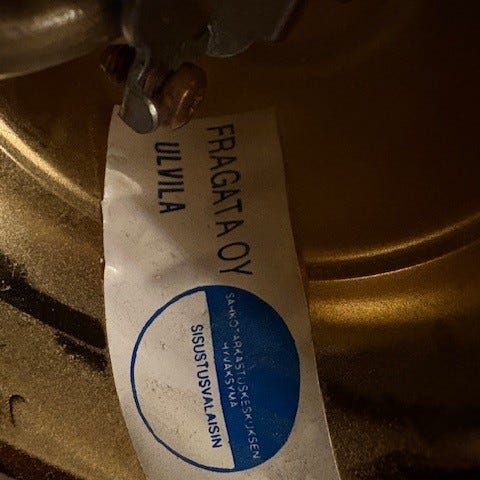 FRAGATA OY
ULVILA
SÄHKÖTARKASTUSKESKUKSEN
HYVÄKSYMÄ
SISUSTUSVALAISIN